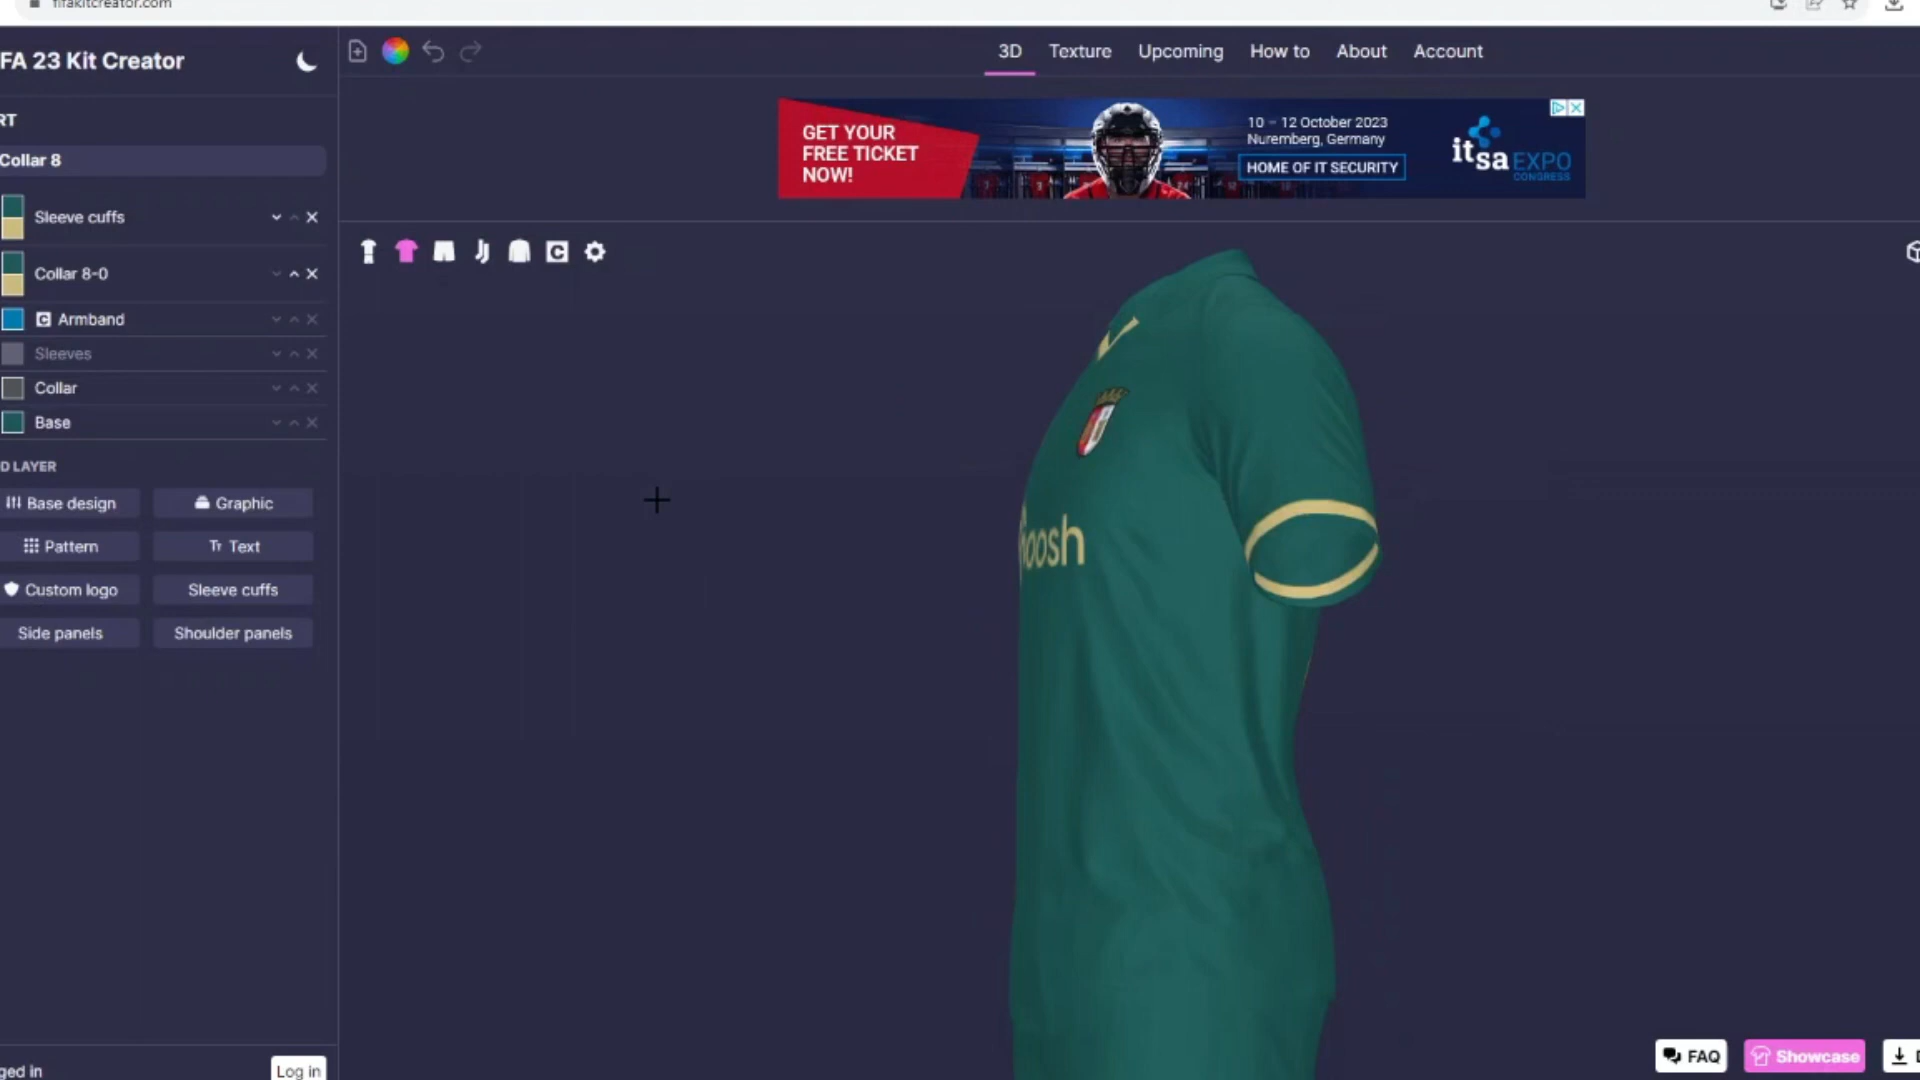 fifakitcreator.com
FA 23 Kit Creator
3D
Texture
Upcoming
How to
About
Account
GET YOUR
FREE TICKET
NOW!
10 – 12 October 2023
Nuremberg, Germany
HOME OF IT SECURITY
itsa EXPO
CONGRESS
RT
Collar 8
Sleeve cuffs
Collar 8-0
C Armband
Sleeves
Collar
Base
D LAYER
Base design
Graphic
Pattern
Tr Text
Custom logo
Sleeve cuffs
Side panels
Shoulder panels
C
oosh
FAQ
Showcase
ged in
Log in